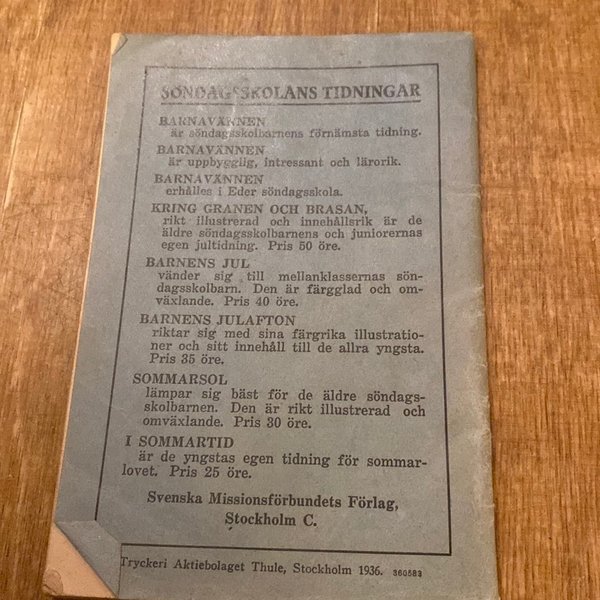 SÖNDAGSSKOLANS TIDNINGAR
BARNAVÄNNEN
är söndagsskolbarnens förnämsta tidning.
BARNAVÄNNEN
är uppbygglig, intressant och lärorik.
BARNAVÄNNEN
erhålles i Eder söndagsskola.
KRING GRANEN OCH BRASAN,
rikt illustrerad och innehållsrik är de
äldre söndagsskolbarnens och juniorernas
egen jultidning. Pris 50 öre.
BARNENS JUL
vänder sig till mellanklassernas sön-
dagsskolbarn. Den är färgglad och om-
växlande. Pris 40 öre.
BARNENS JULAFTON
riktar sig med sina färgrika illustratio-
ner och sitt innehåll till de allra yngsta.
Pris 35 öre.
SOMMARSOL
lämpar sig bäst för de äldre söndags-
skolbarnen. Den är rikt illustrerad och
omväxlande. Pris 30 öre.
I SOMMARTID
är de yngstas egen tidning för sommar-
lovet. Pris 25 öre.
Svenska Missionsförbundets Förlag,
Stockholm C.
Tryckeri Aktiebolaget Thule, Stockholm 1936. 360583